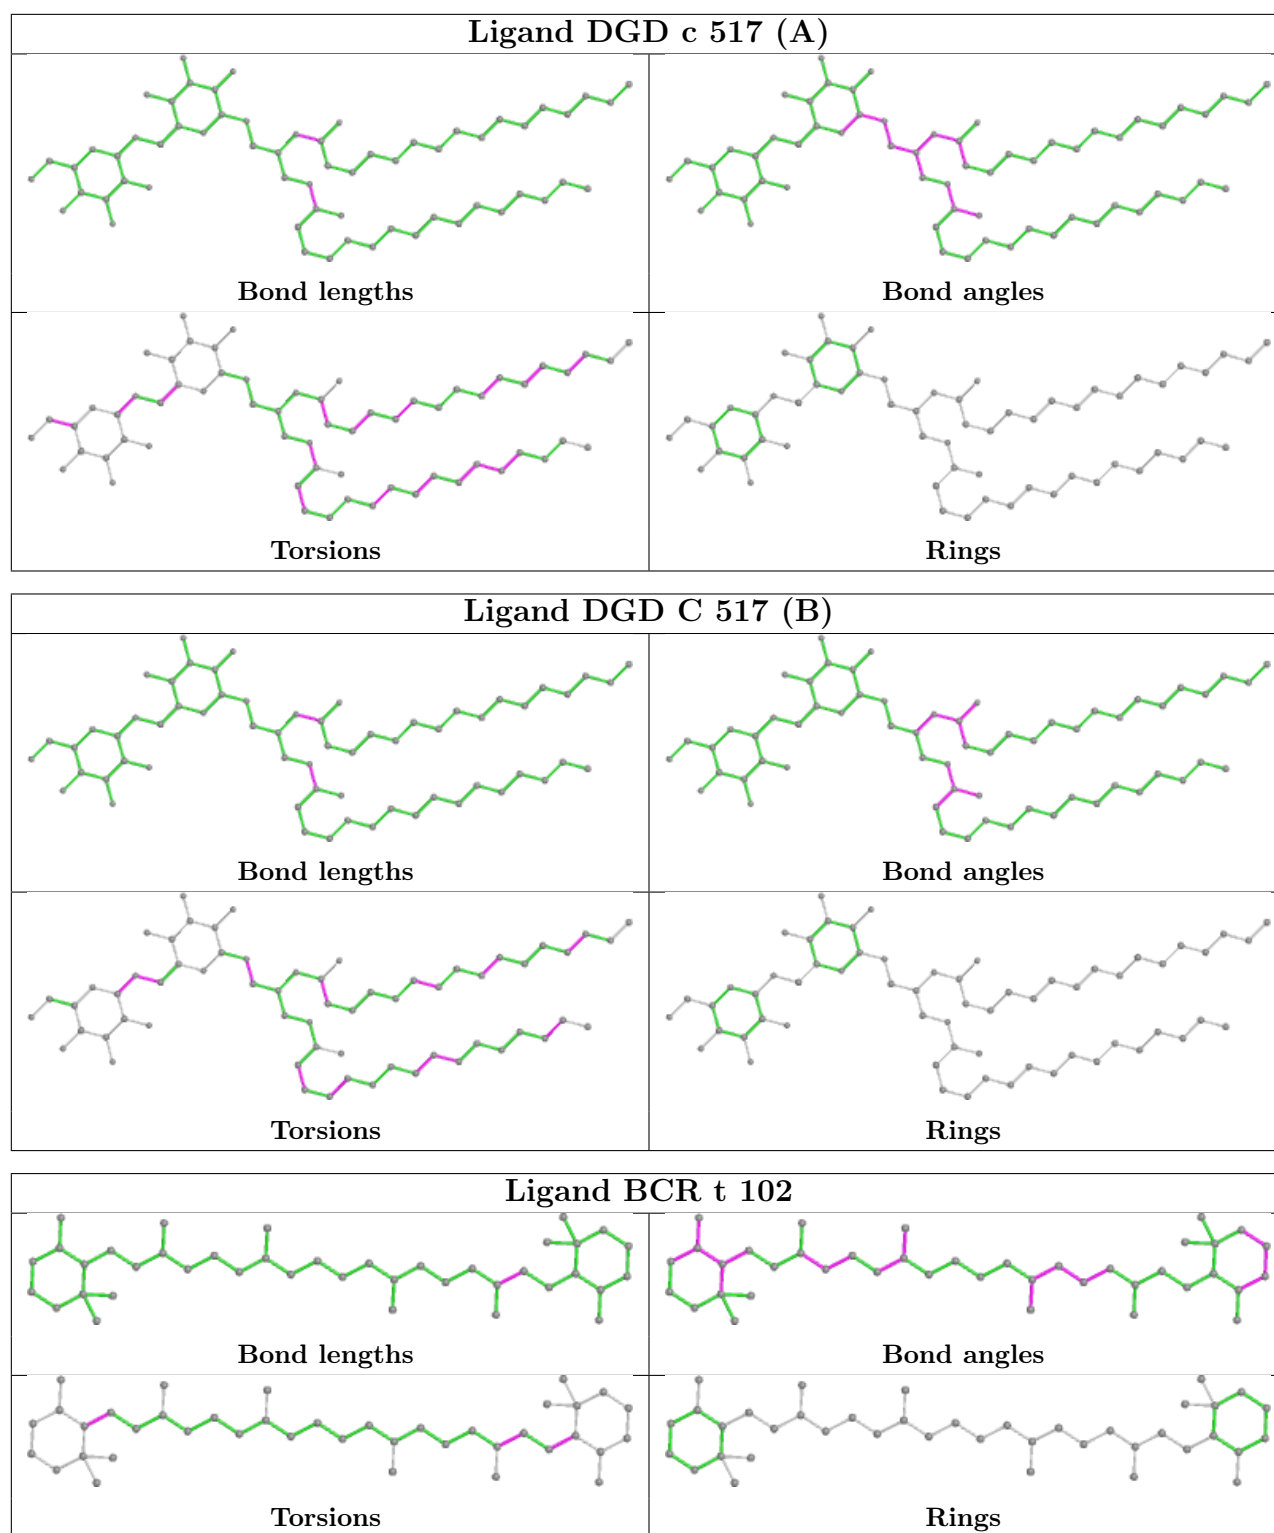 Ligand DGD c 517 (A)
Bond lengths
Bond angles
Torsions
Rings
Ligand DGD C 517 (B)
Bond lengths
Bond angles
Torsions
Rings
Ligand BCR t 102
Bond lengths
Bond angles
Torsions
Rings